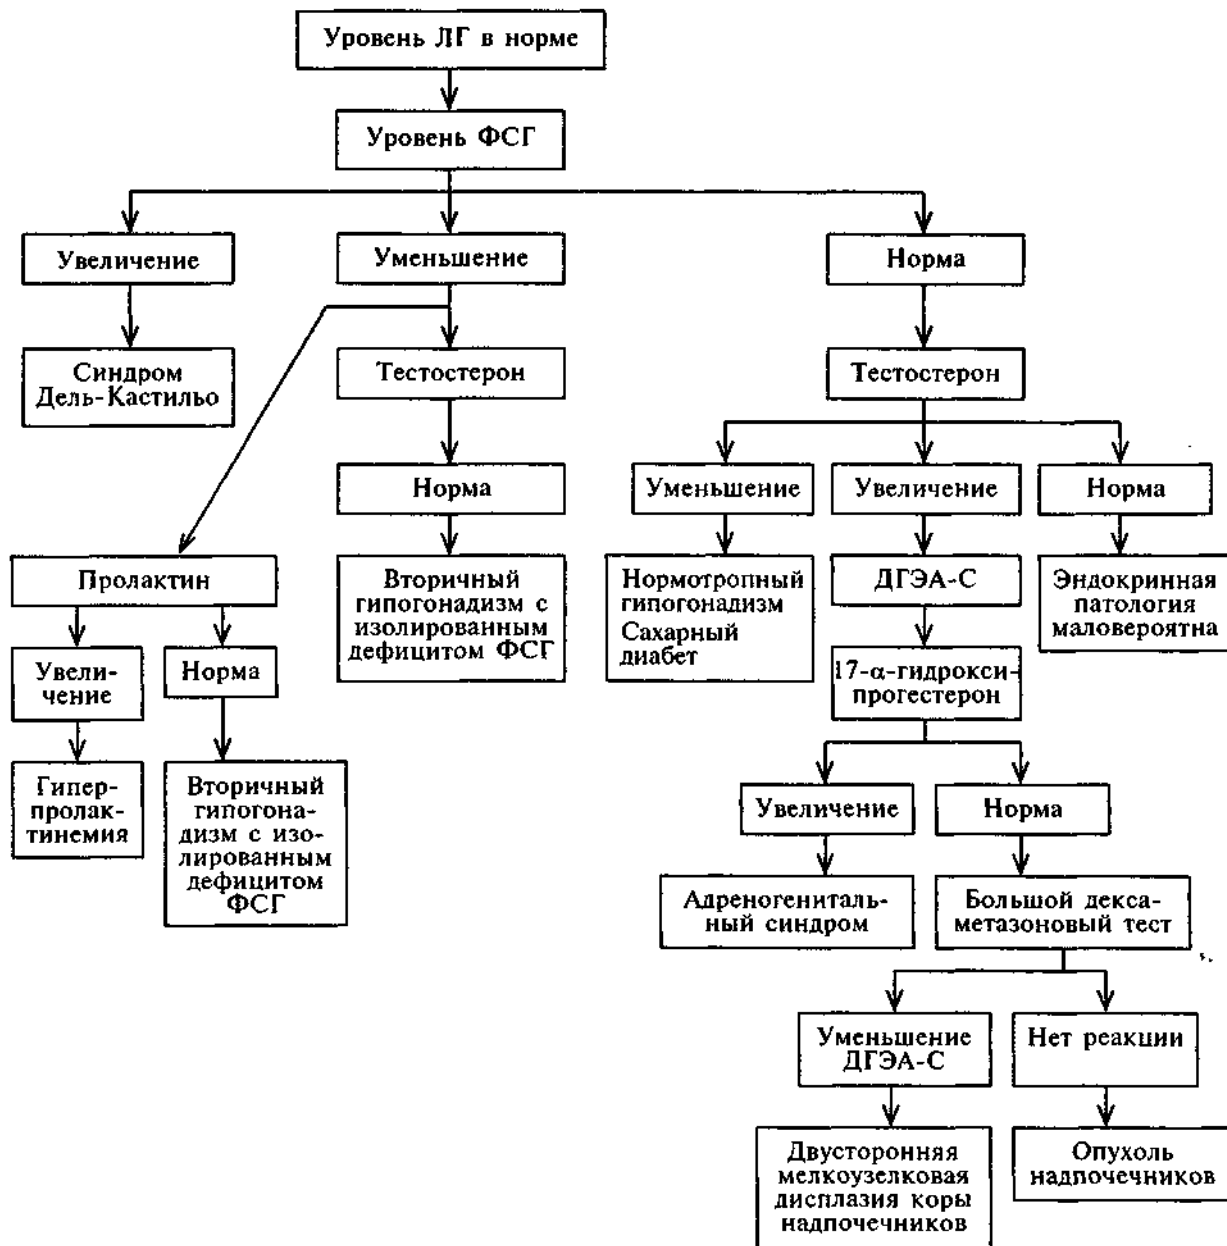 Уровень ЛГ в норме
Уровень ФСГ
Увеличение
Уменьшение
Норма
Синдром
Дель-Кастильо
Тестостерон
Тестостерон
Норма
Уменьшение
Увеличение
Норма
Пролактин
Вторичный
гипогонадизм с
изолированным
дефицитом ФСГ
Нормотропный
гипогонадизм
Сахарный
диабет
ДГЭА-С
Эндокринная
патология
маловероятна
Увели-
чение
Норма
17-α-гидрокси-
прогестерон
Гипер-
пролак-
тинемия
Вторичный
гипогона-
дизм с изо-
лированным
дефицитом
ФСГ
Увеличение
Норма
Адреногениталь-
ный синдром
Большой декса-
метазоновый тест
Уменьшение
ДГЭА-С
Нет реакции
Двусторонняя
мелкоузелковая
дисплазия коры
надпочечников
Опухоль
надпочечников